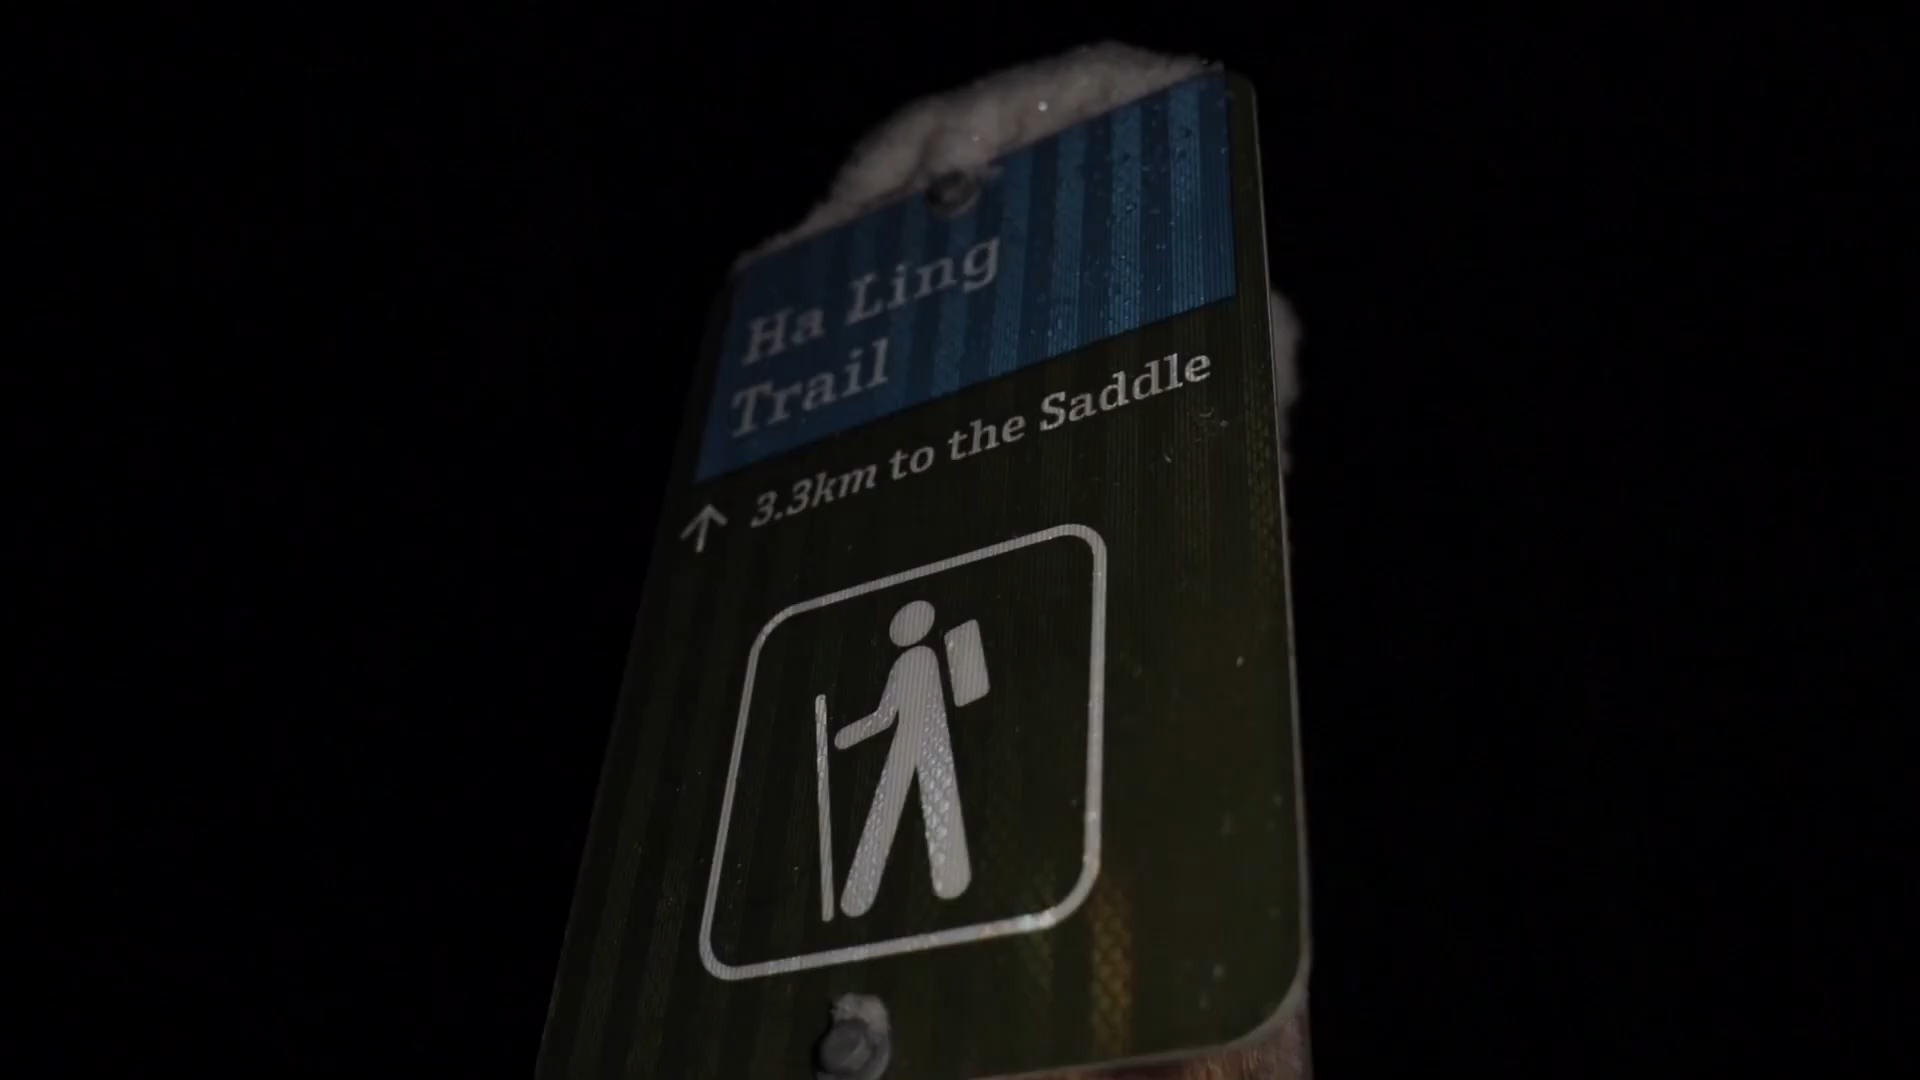 Ha Ling
Trail
↑ 3.3km to the Saddle